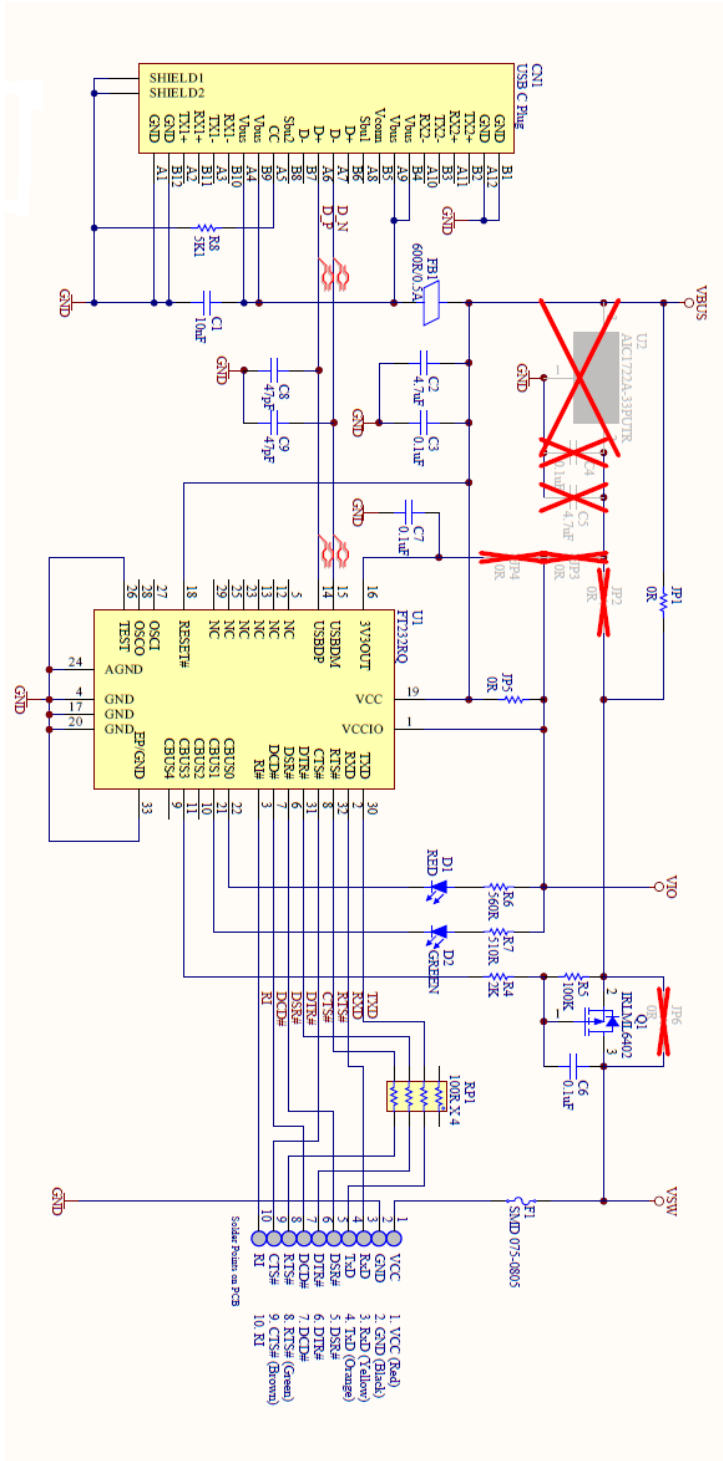 CN1
USB C Plug
SHIELD1
SHIELD2
GND
GND
TX2+
TX2-
RX2+
RX2-
Vbus
Vbus
Vconn
Sbu1
D+
D-
D+
D-
Sbu2
CC
Vbus
Vbus
RX1-
TX1-
RX1+
TX1+
GND
GND
B1
A12
B2
A11
B3
A10
B4
A9
B5
A8
B6
A7
A6
B7
B8
A5
B9
A4
B10
A3
B11
A2
B12
A1
D_N
D_P
R8
5K1
GND
GND
C1
10nF
FB1
600R/0.5A
VBUS
U2
AIC1722A-33PUTR
1
GND
C2
4.7uF
C3
0.1uF
GND
C8
47pF
C9
47pF
GND
C4
0.1uF
C5
4.7uF
C7
0.1uF
GND
JP4
0R
JP3
0R
JP2
0R
JP1
0R
U1
FT232RQ
16
15
14
5
12
13
23
25
29
18
27
28
26
3V3OUT
USBDM
USBDP
NC
NC
NC
NC
NC
NC
RESET#
OSCI
OSCO
TEST
24
4
17
20
AGND
GND
GND
GND
GND
VCC
VCCIO
19
1
JP5
0R
TXD
RXD
RTS#
CTS#
DTR#
DSR#
DCD#
RI#
CBUS0
CBUS1
CBUS2
CBUS3
CBUS4
EP/GND
30
2
32
8
31
6
7
3
22
21
10
11
9
33
D1
RED
R6
560R
D2
GREEN
R7
510R
VIO
R4
2K
R5
100K
Q1
IRLML6402
2
1
3
JP6
0R
C6
0.1uF
TXD
RXD
RTS#
CTS#
DTR#
DSR#
DCD#
RI
RP1
100R X 4
VSW
F1
SMD 075-0805
GND
1
2
3
4
5
6
7
8
9
10
VCC
GND
RxD
TxD
DSR#
DTR#
DCD#
RTS#
CTS#
RI
Solder Points on PCB
1. VCC (Red)
2. GND (Black)
3. RxD (Yellow)
4. TxD (Orange)
5. DSR#
6. DTR#
7. DCD#
8. RTS# (Green)
9. CTS# (Brown)
10. RI